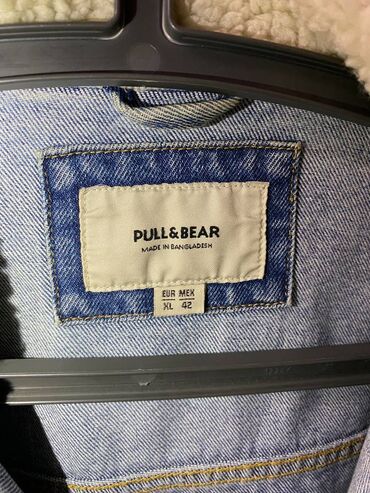 PULL&BEAR
MADE IN BANGLADESH
EUR MEX
XL 42